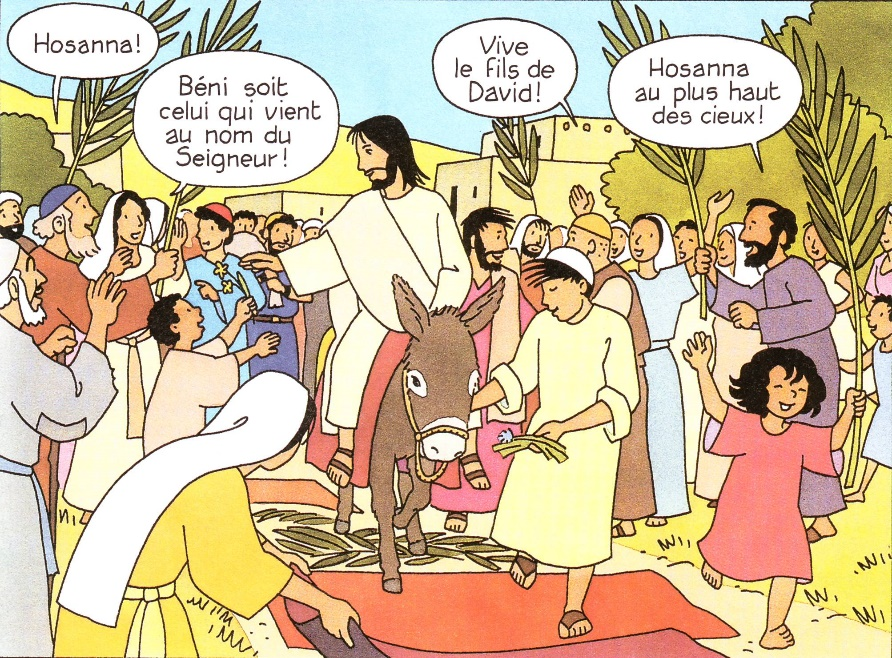 Hosanna!
Béni soit
celui qui vient
au nom du
Seigneur!
Vive
le fils de
David!
Hosanna
au plus haut
des cieux!